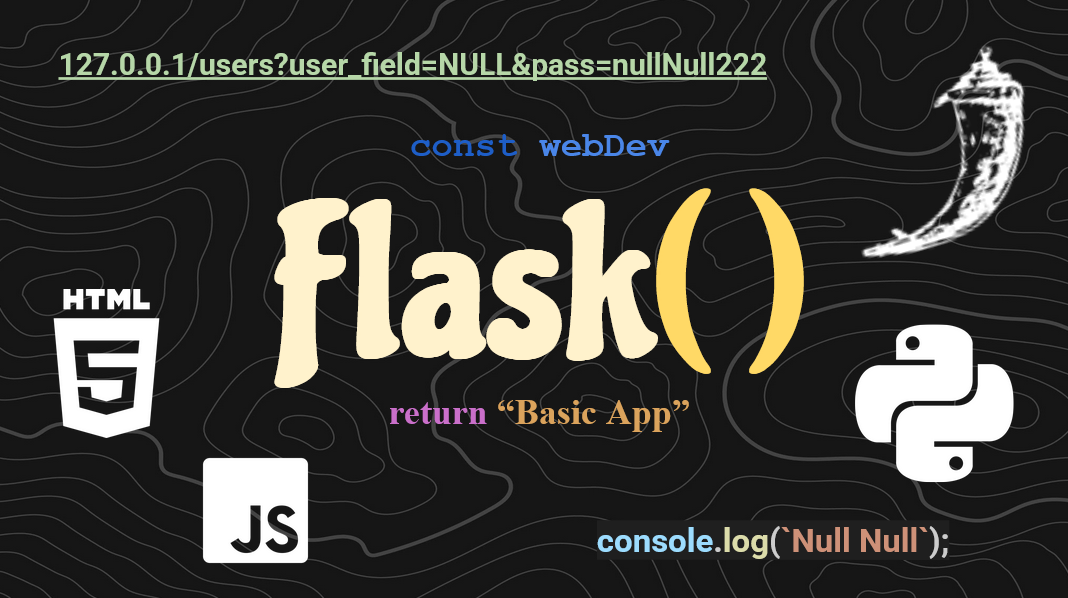 127.0.0.1/users?user_field=NULL&pass=nullNull222
const webDev
flask()
return “Basic App”
HTML
5
JS
console.log(`Null Null`);